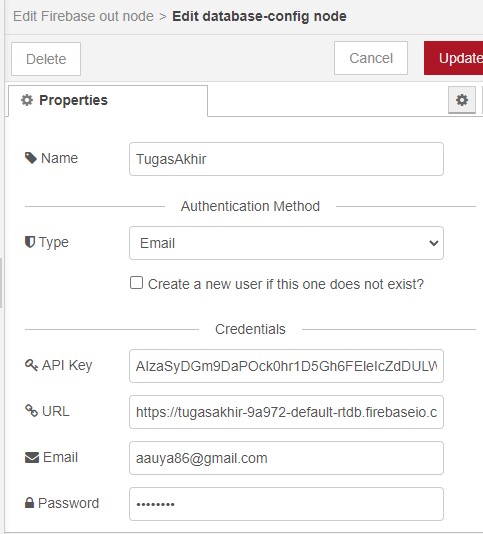 Edit Firebase out node > Edit database-config node
Delete
Cancel
Update
Properties
Name
TugasAkhir
Authentication Method
Type
Email
Create a new user if this one does not exist?
Credentials
API Key
URL
https://tugasakhir-9a972-default-rtdb.firebaseio.c
Email
aauya86@gmail.com
Password
••••••••